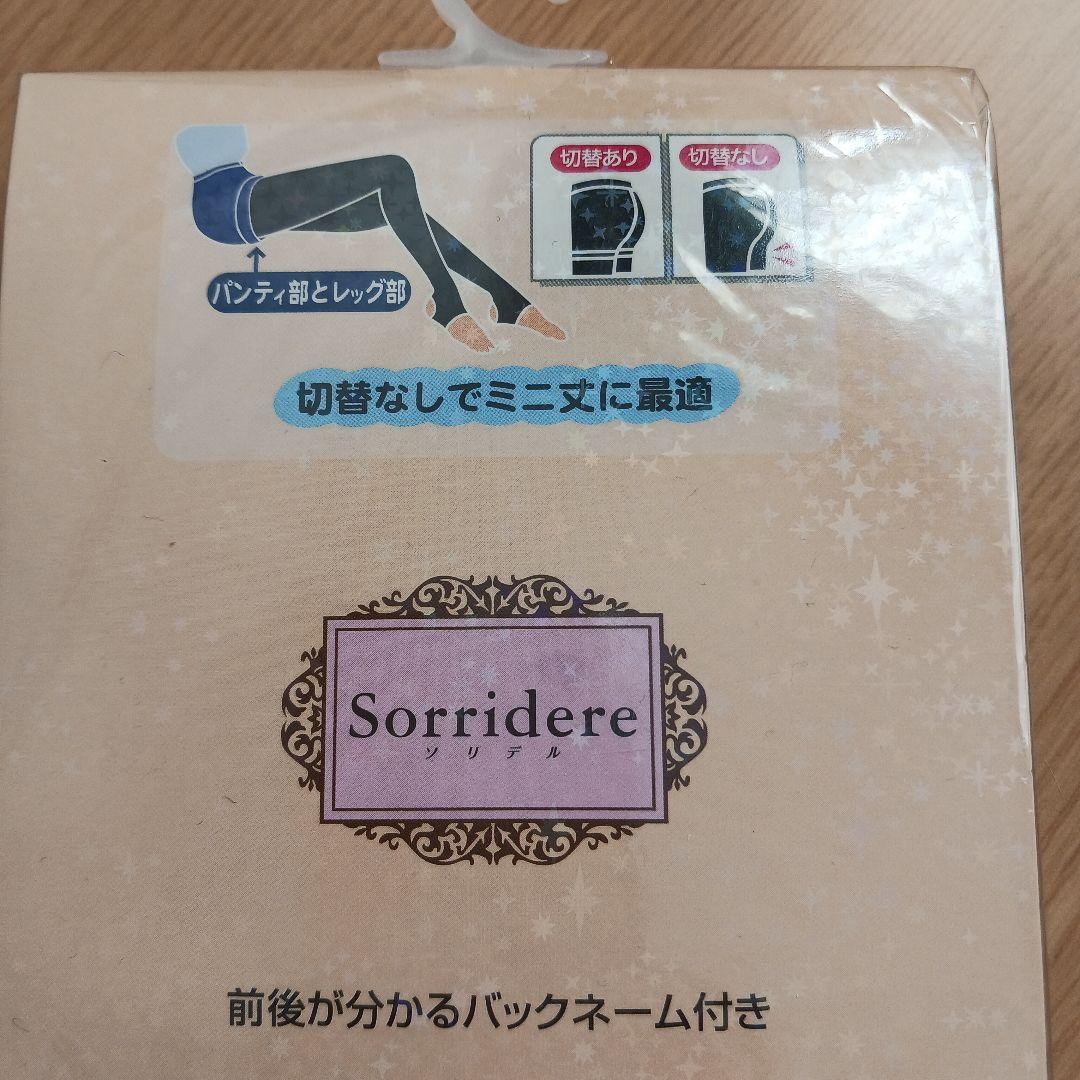 切替あり
切替なし
パンティ部とレッグ部
切替なしでミニ丈に最適
Sorridere
ソリデル
前後が分かるバックネーム付き